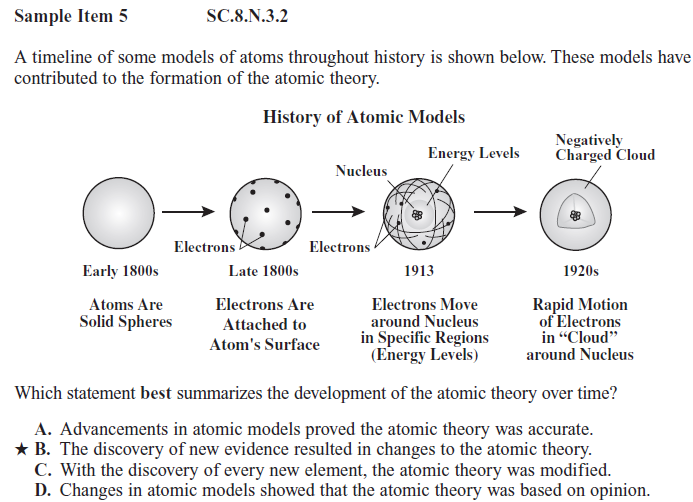 Sample Item 5 SC.8.N.3.2
A timeline of some models of atoms throughout history is shown below. These models have
contributed to the formation of the atomic theory.
History of Atomic Models
Nucleus
Energy Levels
Negatively
Charged Cloud
Electrons
Electrons
Early 1800s
Late 1800s
1913
1920s
Atoms Are
Solid Spheres
Electrons Are
Attached to
Atom's Surface
Electrons Move
around Nucleus
in Specific Regions
(Energy Levels)
Rapid Motion
of Electrons
in “Cloud”
around Nucleus
Which statement best summarizes the development of the atomic theory over time?
A. Advancements in atomic models proved the atomic theory was accurate.
★ B. The discovery of new evidence resulted in changes to the atomic theory.
C. With the discovery of every new element, the atomic theory was modified.
D. Changes in atomic models showed that the atomic theory was based on opinion.